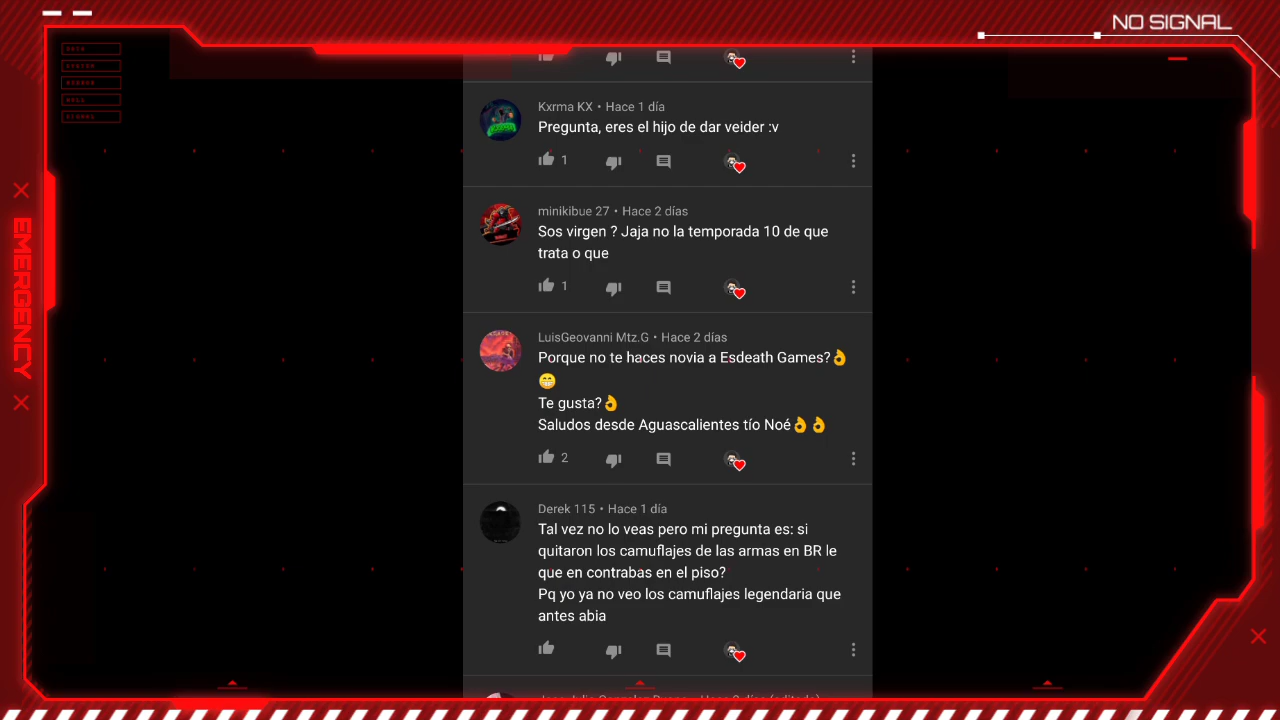 NO SIGNAL
EMERGENCY
Kxrma KX • Hace 1 día
Pregunta, eres el hijo de dar veider :v
1
minikibue 27 • Hace 2 días
Sos virgen ? Jaja no la temporada 10 de que
trata o que
1
LuisGeovanni Mtz.G • Hace 2 días
Porque no te haces novia a Esdeath Games?👌
😁
Te gusta?👌
Saludos desde Aguascalientes tío Noé👌👌
2
Derek 115 • Hace 1 día
Tal vez no lo veas pero mi pregunta es: si
quitaron los camuflajes de las armas en BR le
que en contrabas en el piso?
Pq yo ya no veo los camuflajes legendaria que
antes abia